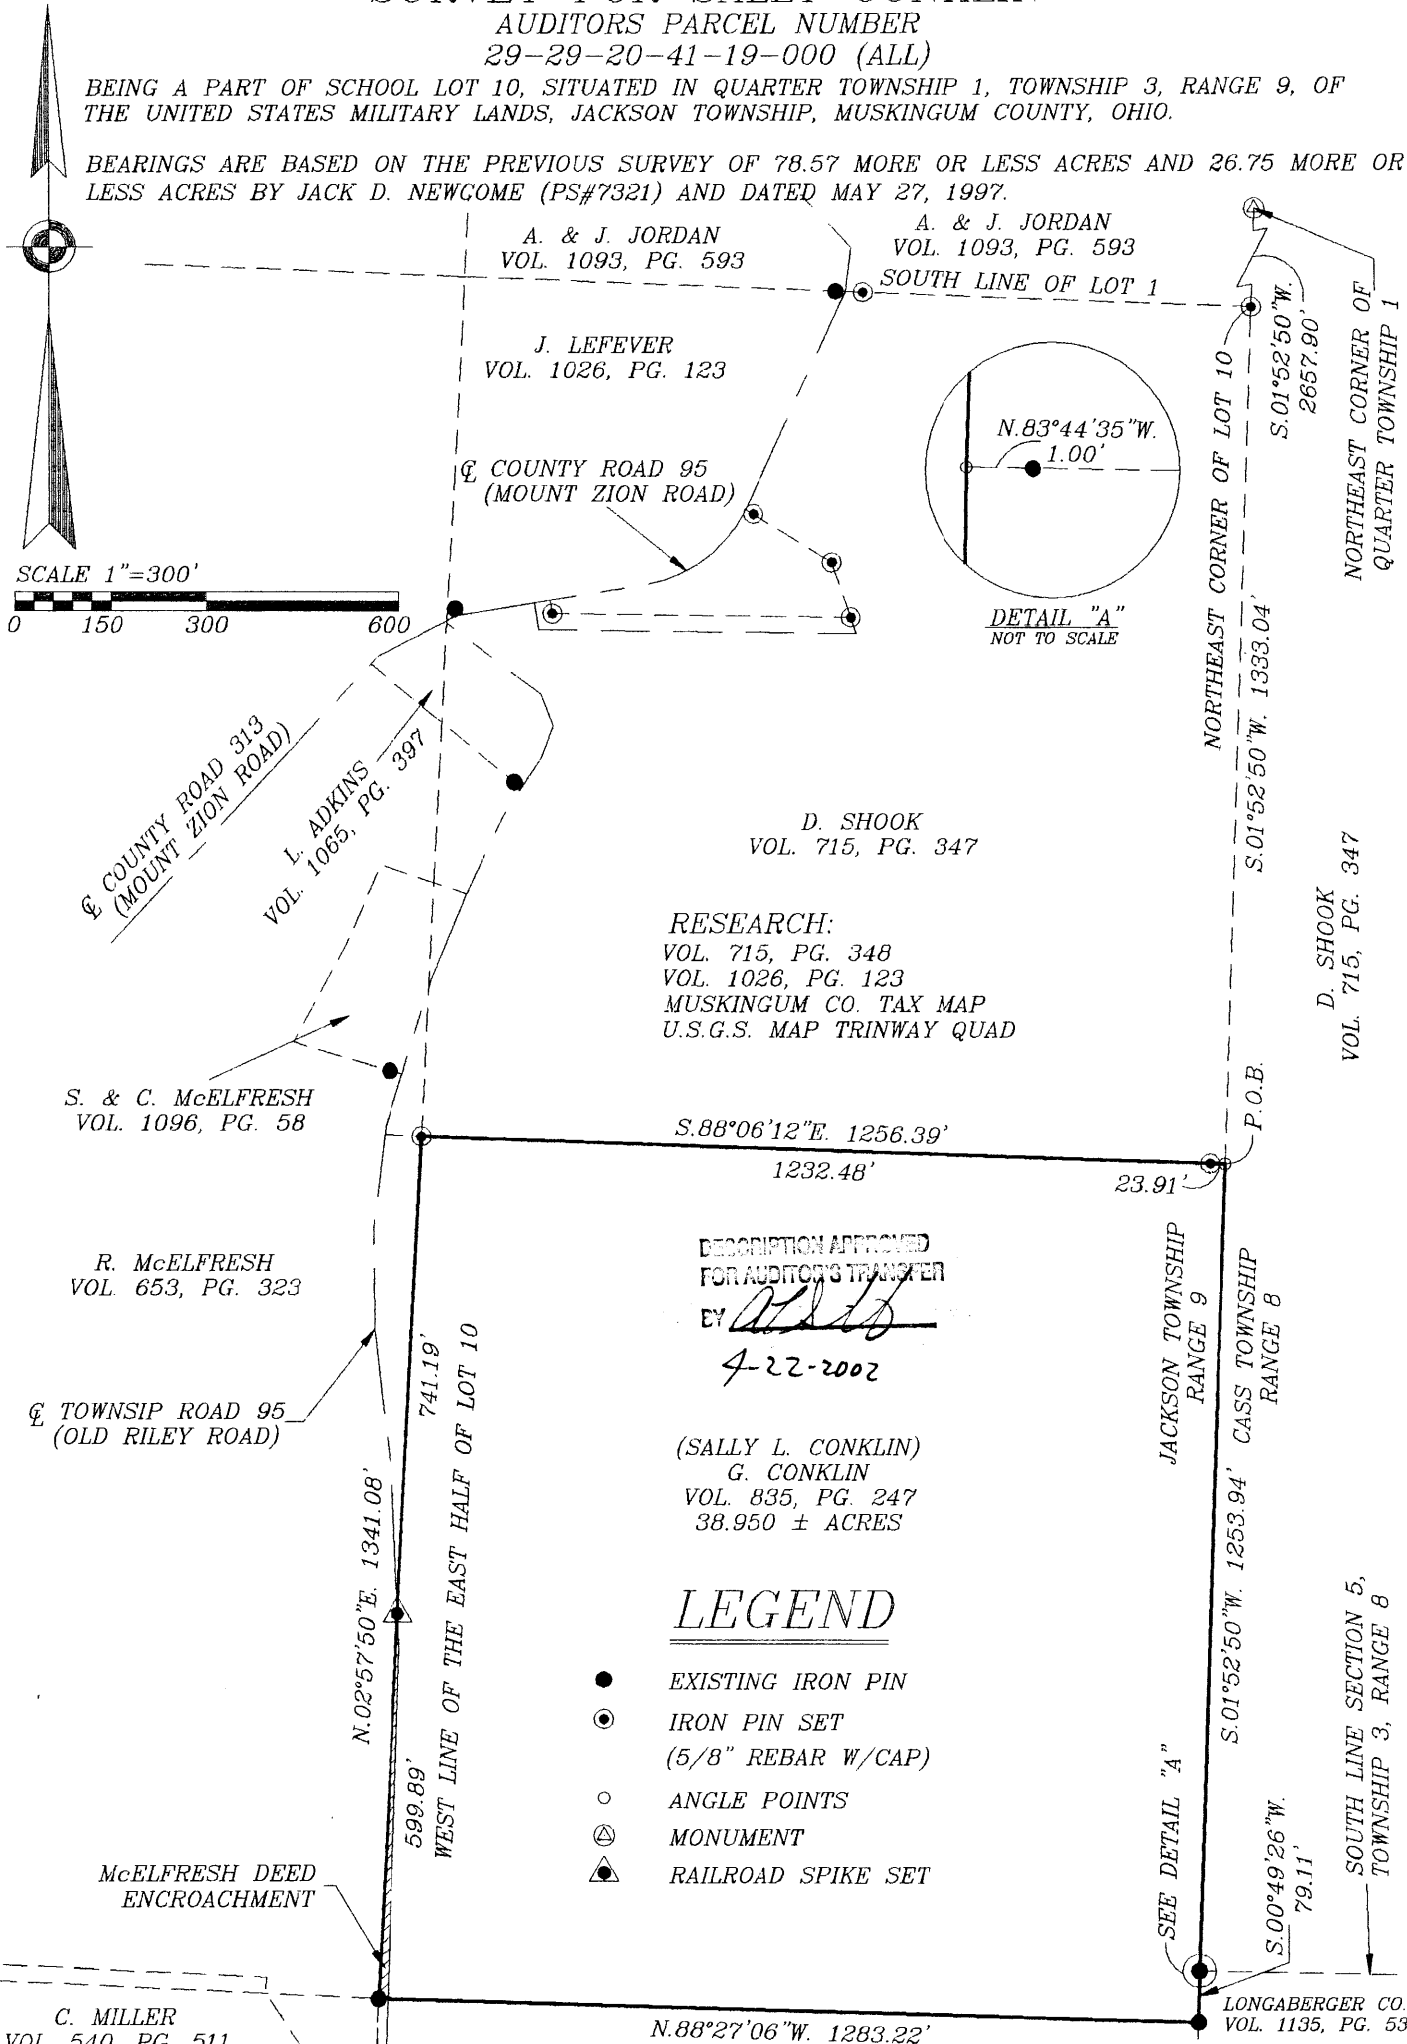 SURVEY FOR SALLY CONKLIN
AUDITORS PARCEL NUMBER
29-29-20-41-19-000 (ALL)
BEING A PART OF SCHOOL LOT 10, SITUATED IN QUARTER TOWNSHIP 1, TOWNSHIP 3, RANGE 9, OF
THE UNITED STATES MILITARY LANDS, JACKSON TOWNSHIP, MUSKINGUM COUNTY, OHIO.
BEARINGS ARE BASED ON THE PREVIOUS SURVEY OF 78.57 MORE OR LESS ACRES AND 26.75 MORE OR
LESS ACRES BY JACK D. NEWCOME (PS#7321) AND DATED MAY 27, 1997.
A. & J. JORDAN
VOL. 1093, PG. 593
A. & J. JORDAN
VOL. 1093, PG. 593
SOUTH LINE OF LOT 1
J. LEFEVER
VOL. 1026, PG. 123
S.01°52'50"W.
2657.90'
NORTHEAST CORNER OF
QUARTER TOWNSHIP 1
NORTHEAST CORNER OF LOT 10
N.83°44'35"W.
1.00'
DETAIL "A"
NOT TO SCALE
℄ COUNTY ROAD 95
(MOUNT ZION ROAD)
SCALE 1"=300'
0 150 300 600
S.01°52'50"W. 1333.04'
℄ COUNTY ROAD 313
(MOUNT ZION ROAD)
L. ADKINS
VOL. 1065, PG. 397
D. SHOOK
VOL. 715, PG. 347
D. SHOOK
VOL. 715, PG. 347
RESEARCH:
VOL. 715, PG. 348
VOL. 1026, PG. 123
MUSKINGUM CO. TAX MAP
U.S.G.S. MAP TRINWAY QUAD
S. & C. McELFRESH
VOL. 1096, PG. 58
P.O.B.
S.88°06'12"E. 1256.39'
1232.48'
23.91'
R. McELFRESH
VOL. 653, PG. 323
DESCRIPTION APPROVED
FOR AUDITOR'S TRANSFER
BY
4-22-2002
JACKSON TOWNSHIP
RANGE 9
CASS TOWNSHIP
RANGE 8
℄ TOWNSIP ROAD 95
(OLD RILEY ROAD)
741.19'
N.02°57'50"E. 1341.08'
WEST LINE OF THE EAST HALF OF LOT 10
599.89'
(SALLY L. CONKLIN)
G. CONKLIN
VOL. 835, PG. 247
38.950 ± ACRES
S.01°52'50"W. 1253.94'
LEGEND
EXISTING IRON PIN
IRON PIN SET
(5/8" REBAR W/CAP)
ANGLE POINTS
MONUMENT
RAILROAD SPIKE SET
SOUTH LINE SECTION 5,
TOWNSHIP 3, RANGE 8
SEE DETAIL "A"
S.00°49'26"W.
79.11'
McELFRESH DEED
ENCROACHMENT
LONGABERGER CO.
VOL. 1135, PG. 53
C. MILLER
VOL. 540, PG. 511
N.88°27'06"W. 1283.22'